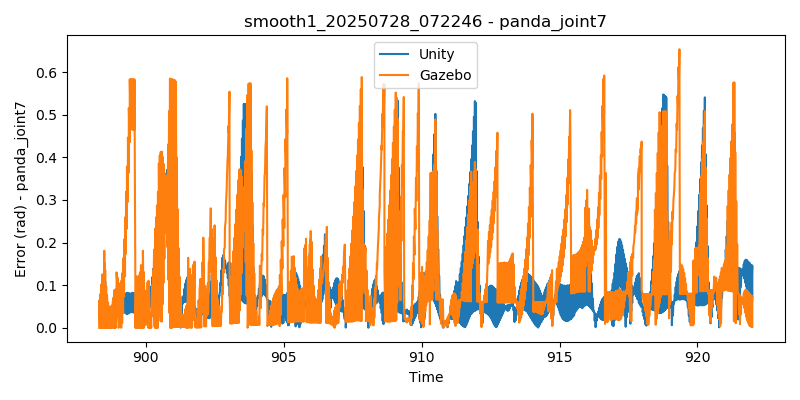 smooth1_20250728_072246 - panda_joint7
Unity
Gazebo
Error (rad) - panda_joint7
0.6
0.5
0.4
0.3
0.2
0.1
0.0
900
905
910
915
920
Time